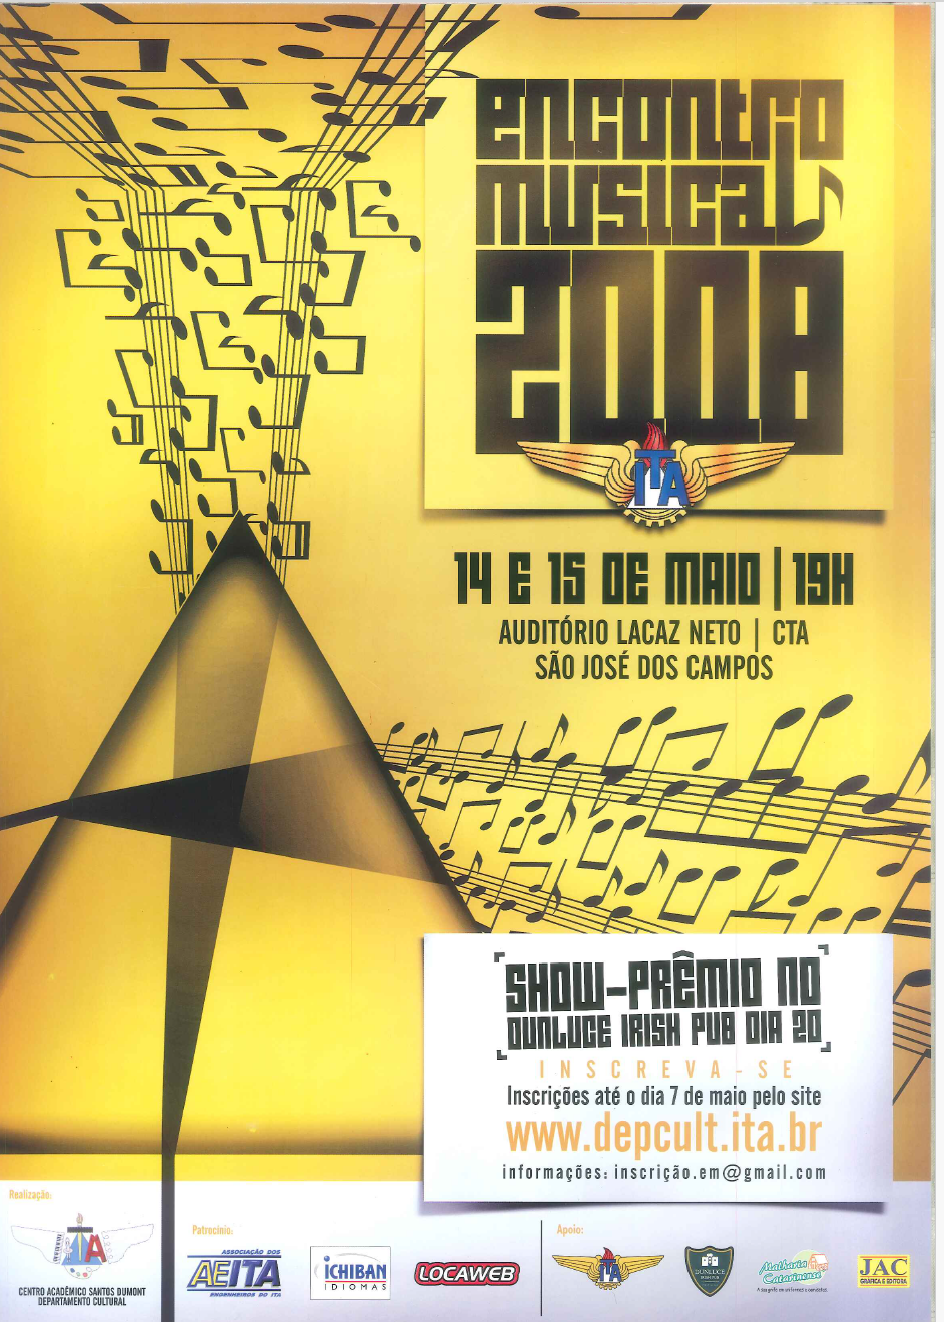 encontro
musical
2008
ITA
14 E 15 DE MAIO | 19H
AUDITÓRIO LACAZ NETO | CTA
SÃO JOSÉ DOS CAMPOS
SHOW-PRÊMIO NO
DUNLUCE IRISH PUB DIA 20
INSCREVA-SE
Inscrições até o dia 7 de maio pelo site
www.depcult.ita.br
informações: inscrição.em@gmail.com
Realização:
CENTRO ACADÊMICO SANTOS DUMONT
DEPARTAMENTO CULTURAL
Patrocínio:
ASSOCIAÇÃO DOS
AEITA
ENGENHEIROS DO ITA
ICHIBAN
IDIOMAS
LOCAWEB
Apoio:
ITA
DUNLUCE
IRISH PUB
Malharia
Catarinense
JAC
GRÁFICA E EDITORA